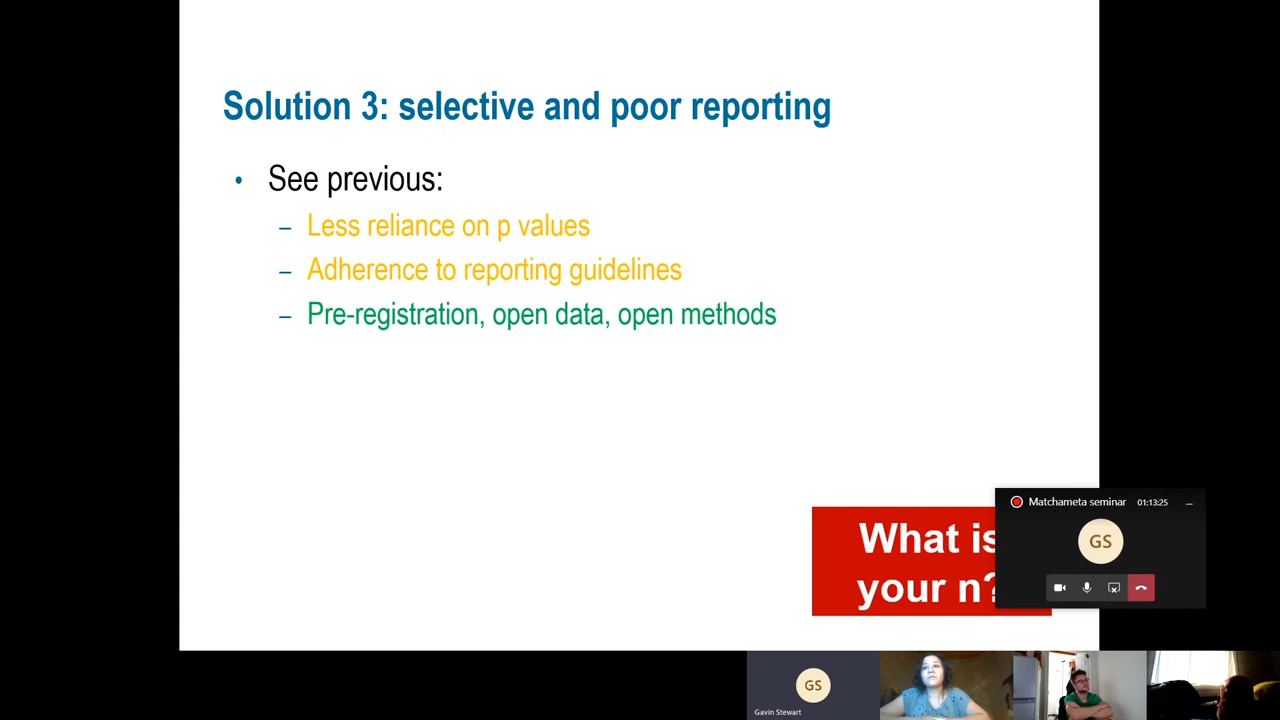 Solution 3: selective and poor reporting
• See previous:
– Less reliance on p values
– Adherence to reporting guidelines
– Pre-registration, open data, open methods
What is
your n?
Matchameta seminar 01:13:25
GS
GS
Gavin Stewart